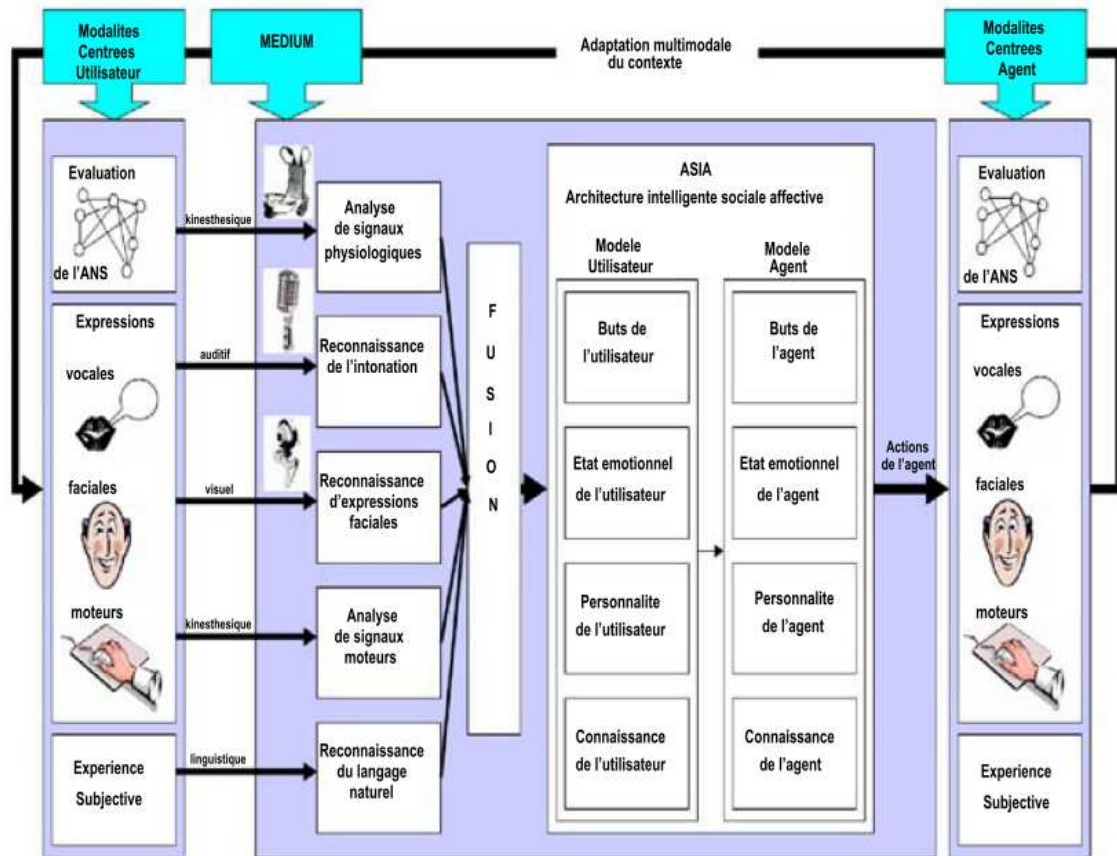 Modalites
Centrees
Utilisateur
MEDIUM
Adaptation multimodale
du contexte
Modalites
Centrees
Agent
Evaluation
de l'ANS
Expressions
vocales
faciales
moteurs
Experience
Subjective
kinesthesique
auditif
visuel
kinesthesique
linguistique
Analyse
de signaux
physiologiques
Reconnaissance
de l'intonation
Reconnaissance
d'expressions
faciales
Analyse
de signaux
moteurs
Reconnaissance
du langage
naturel
F
U
S
I
O
N
ASIA
Architecture intelligente sociale affective
Modele
Utilisateur
Buts de
l'utilisateur
Etat emotionnel
de l'utilisateur
Personnalite
de l'utilisateur
Connaissance
de l'utilisateur
Modele
Agent
Buts de
l'agent
Etat emotionnel
de l'agent
Personnalite
de l'agent
Connaissance
de l'agent
Actions
de l'agent
Evaluation
de l'ANS
Expressions
vocales
faciales
moteurs
Experience
Subjective